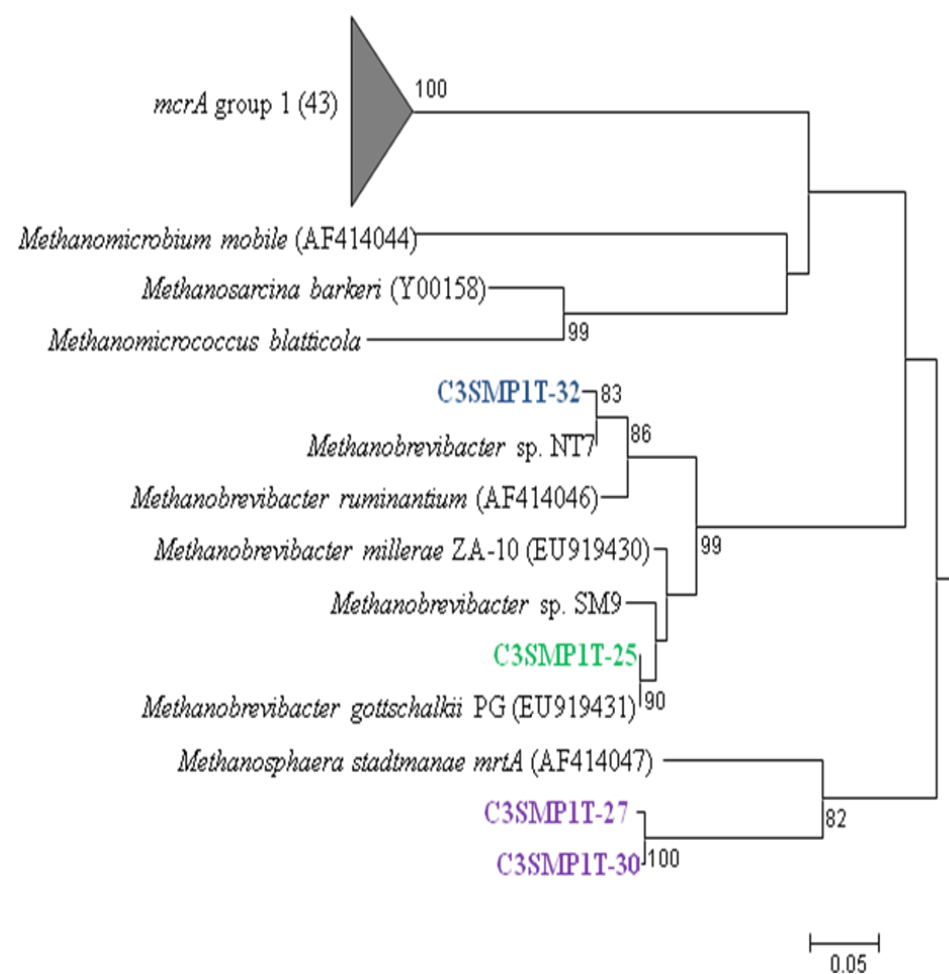 100
mcrA group 1 (43)
Methanomicrobium mobile (AF414044)
Methanosarcina barkeri (Y00158)
99
Methanomicrococcus blatticola
C3SMP1T-32
83
86
Methanobrevibacter sp. NT7
Methanobrevibacter ruminantium (AF414046)
99
Methanobrevibacter millerae ZA-10 (EU919430)
Methanobrevibacter sp. SM9
C3SMP1T-25
90
Methanobrevibacter gottschalkii PG (EU919431)
Methanosphaera stadtmanae mrtA (AF414047)
C3SMP1T-27
82
C3SMP1T-30
100
0.05